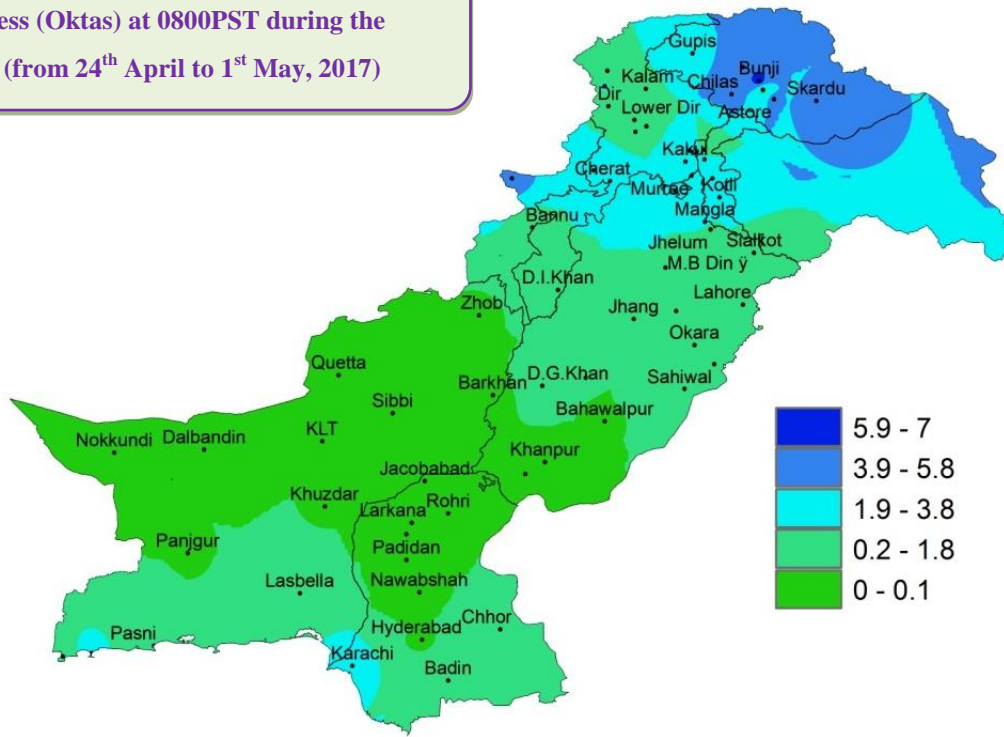 ess (Oktas) at 0800PST during the
(from 24th April to 1st May, 2017)
Gupis
Bunji
Kalam
Chilas
Skardu
Dir
Lower Dir
Astore
Kakul
Cherat
Murree
Kotli
Bannu
Mangla
Jhelum
Sialkot
M.B Din ÿ
D.I.Khan
Lahore
Zhob
Jhang
Okara
Quetta
D.G.Khan
Sahiwal
Barkhan
Sibbi
Bahawalpur
KLT
Nokkundi
Dalbandin
Khanpur
Jacobabad
Khuzdar
Rohri
Larkana
Panjgur
Padidan
Lasbella
Nawabshah
Chhor
Pasni
Hyderabad
Karachi
Badin
5.9 - 7
3.9 - 5.8
1.9 - 3.8
0.2 - 1.8
0 - 0.1